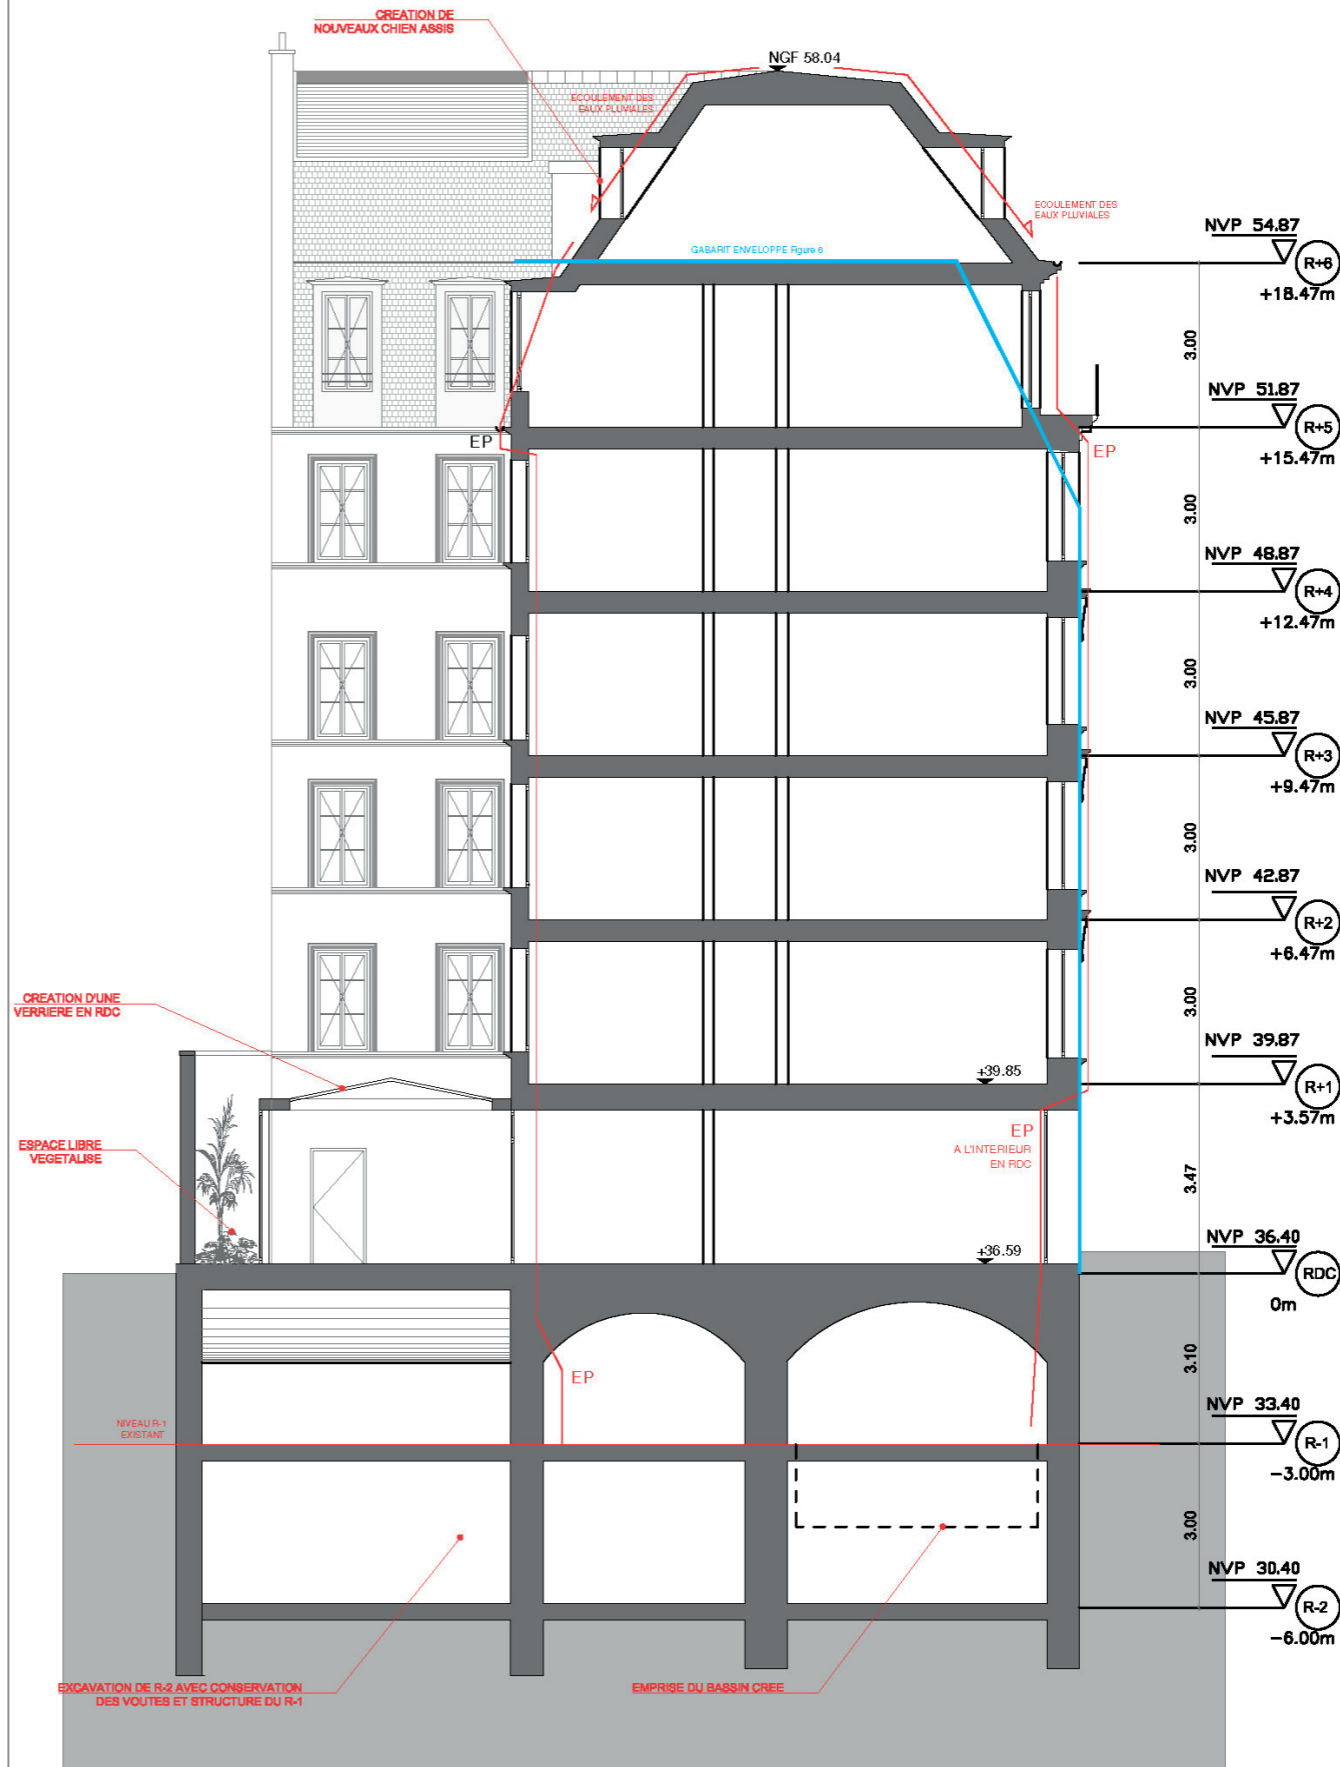 CREATION DE
NOUVEAUX CHIEN ASSIS
NGF 58.04
ECOULEMENT DES
EAUX PLUVIALES
ECOULEMENT DES
EAUX PLUVIALES
GABARIT ENVELOPPE Figure 6
NVP 54.87
R+6
+18.47m
3.00
NVP 51.87
R+5
+15.47m
EP
EP
3.00
NVP 48.87
R+4
+12.47m
3.00
NVP 45.87
R+3
+9.47m
3.00
NVP 42.87
R+2
+6.47m
3.00
CREATION D'UNE
VERRIERE EN RDC
NVP 39.87
R+1
+3.57m
+39.85
ESPACE LIBRE
VEGETALISE
EP
A L'INTERIEUR
EN RDC
3.47
+36.59
NVP 36.40
RDC
0m
3.10
EP
NIVEAU R-1
EXISTANT
NVP 33.40
R-1
-3.00m
3.00
NVP 30.40
R-2
-6.00m
EXCAVATION DE R-2 AVEC CONSERVATION
DES VOUTES ET STRUCTURE DU R-1
EMPRISE DU BASSIN CREE